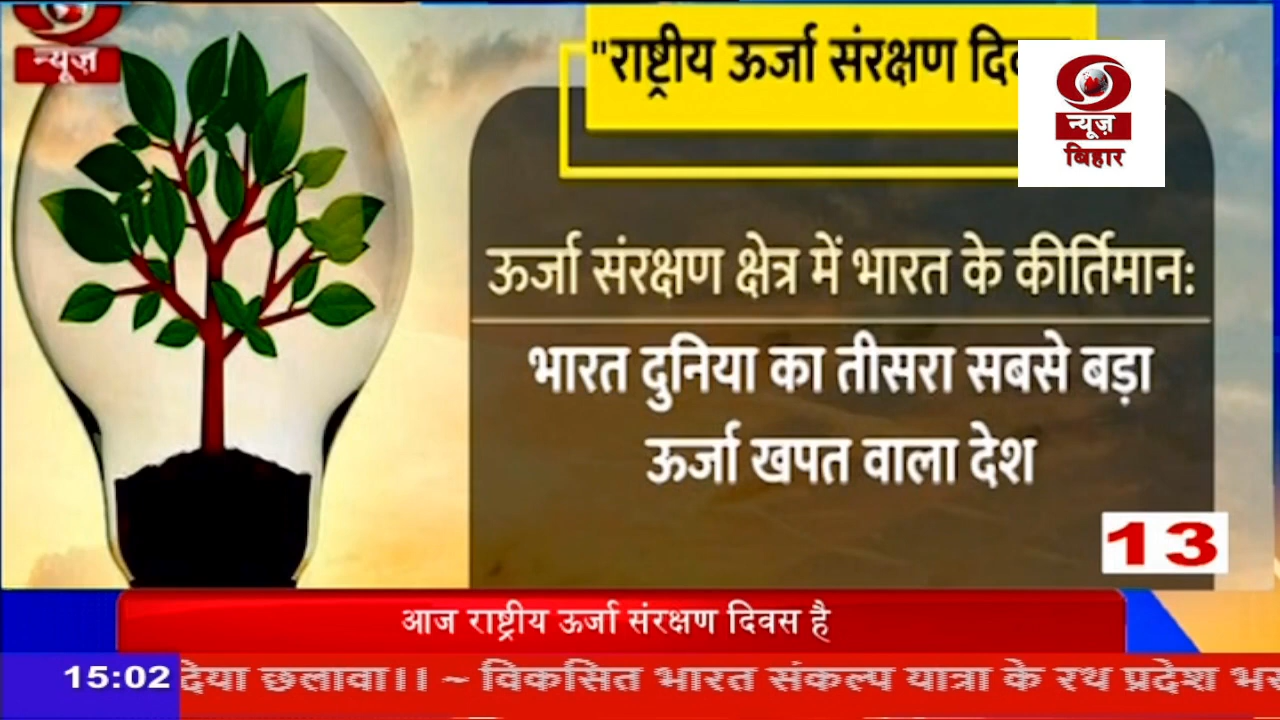 न्यूज़
"राष्ट्रीय ऊर्जा संरक्षण
न्यूज़
बिहार
ऊर्जा संरक्षण क्षेत्र में भारत के कीर्तिमान:
भारत दुनिया का तीसरा सबसे बड़ा
ऊर्जा खपत वाला देश
13
आज राष्ट्रीय ऊर्जा संरक्षण दिवस है
15:02 दिया छलावा।। ~ विकसित भारत संकल्प यात्रा के रथ प्रदेश